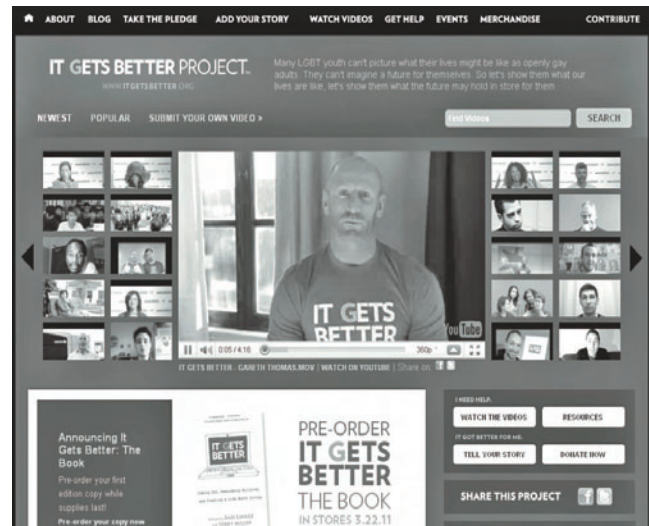 ABOUT BLOG TAKE THE PLEDGE ADD YOUR STORY WATCH VIDEOS GET HELP EVENTS MERCHANDISE CONTRIBUTE
IT GETS BETTER PROJECT™
WWW.ITGETSBETTER.ORG
Many LGBT youth can't picture what their lives might be like as openly gay
adults. They can't imagine a future for themselves. So let's show them what our
lives are like, let's show them what the future may hold in store for them.
NEWEST POPULAR SUBMIT YOUR OWN VIDEO »
Find Videos SEARCH
IT GETS
BETTER
YouTube
0:05 / 4:16 360p
IT GETS BETTER - GARETH THOMAS.MOV | WATCH ON YOUTUBE | Share on:
Announcing It
Gets Better: The
Book
Pre-order your first
edition copy while
supplies last!
Pre-order your copy now
IT GETS
BETTER
PRE-ORDER
IT GETS
BETTER
THE BOOK
IN STORES 3.22.11
I NEED HELP.
WATCH THE VIDEOS RESOURCES
IT GOT BETTER FOR ME.
TELL YOUR STORY DONATE NOW
SHARE THIS PROJECT